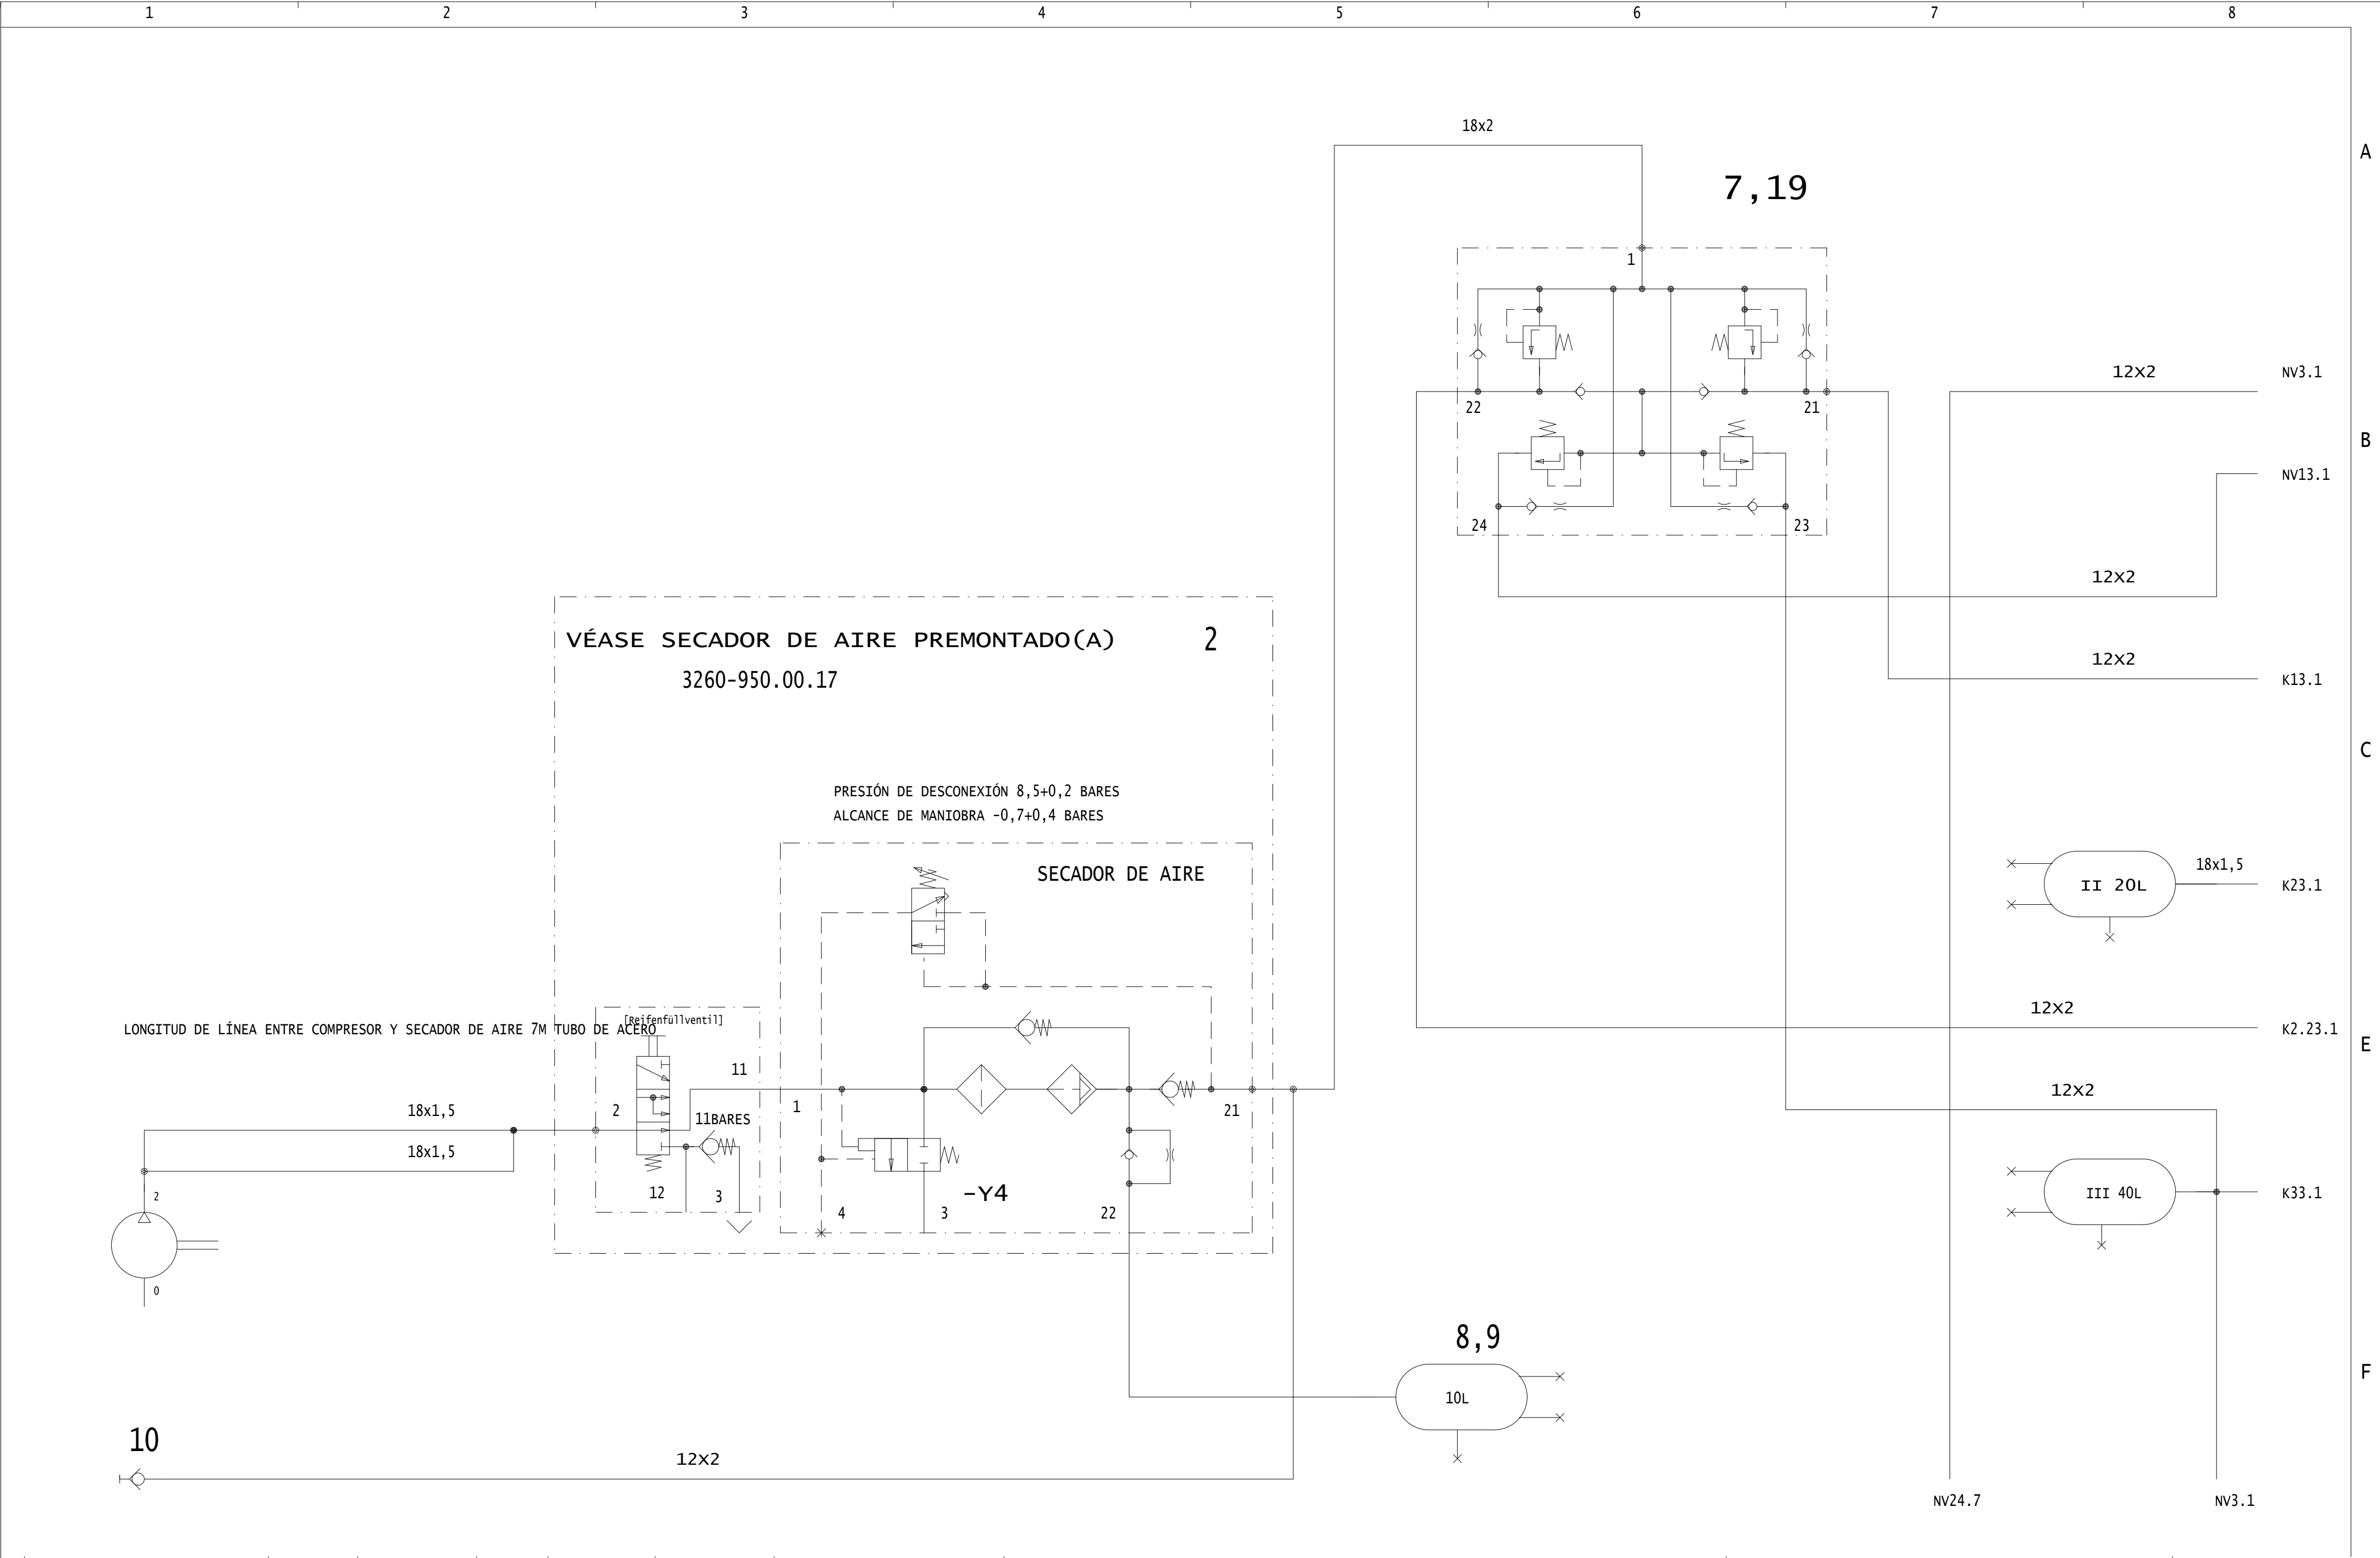 1 2 3 4 5 6 7 8
18x2
A
7,19
1
12x2
NV3.1
22
21
B
NV13.1
24
23
12x2
VÉASE SECADOR DE AIRE PREMONTADO(A)
2
3260-950.00.17
12x2
K13.1
C
PRESIÓN DE DESCONEXIÓN 8,5+0,2 BARES
ALCANCE DE MANIOBRA -0,7+0,4 BARES
SECADOR DE AIRE
18x1,5
II 20L
K23.1
12x2
[Reifenfüllventil]
LONGITUD DE LÍNEA ENTRE COMPRESOR Y SECADOR DE AIRE 7M TUBO DE ACERO
K2.23.1
E
11
12x2
18x1,5
2
1
21
11BARES
18x1,5
2
12
3
-Y4
III 40L
K33.1
4
3
22
0
8,9
F
10L
10
12x2
NV24.7
NV3.1